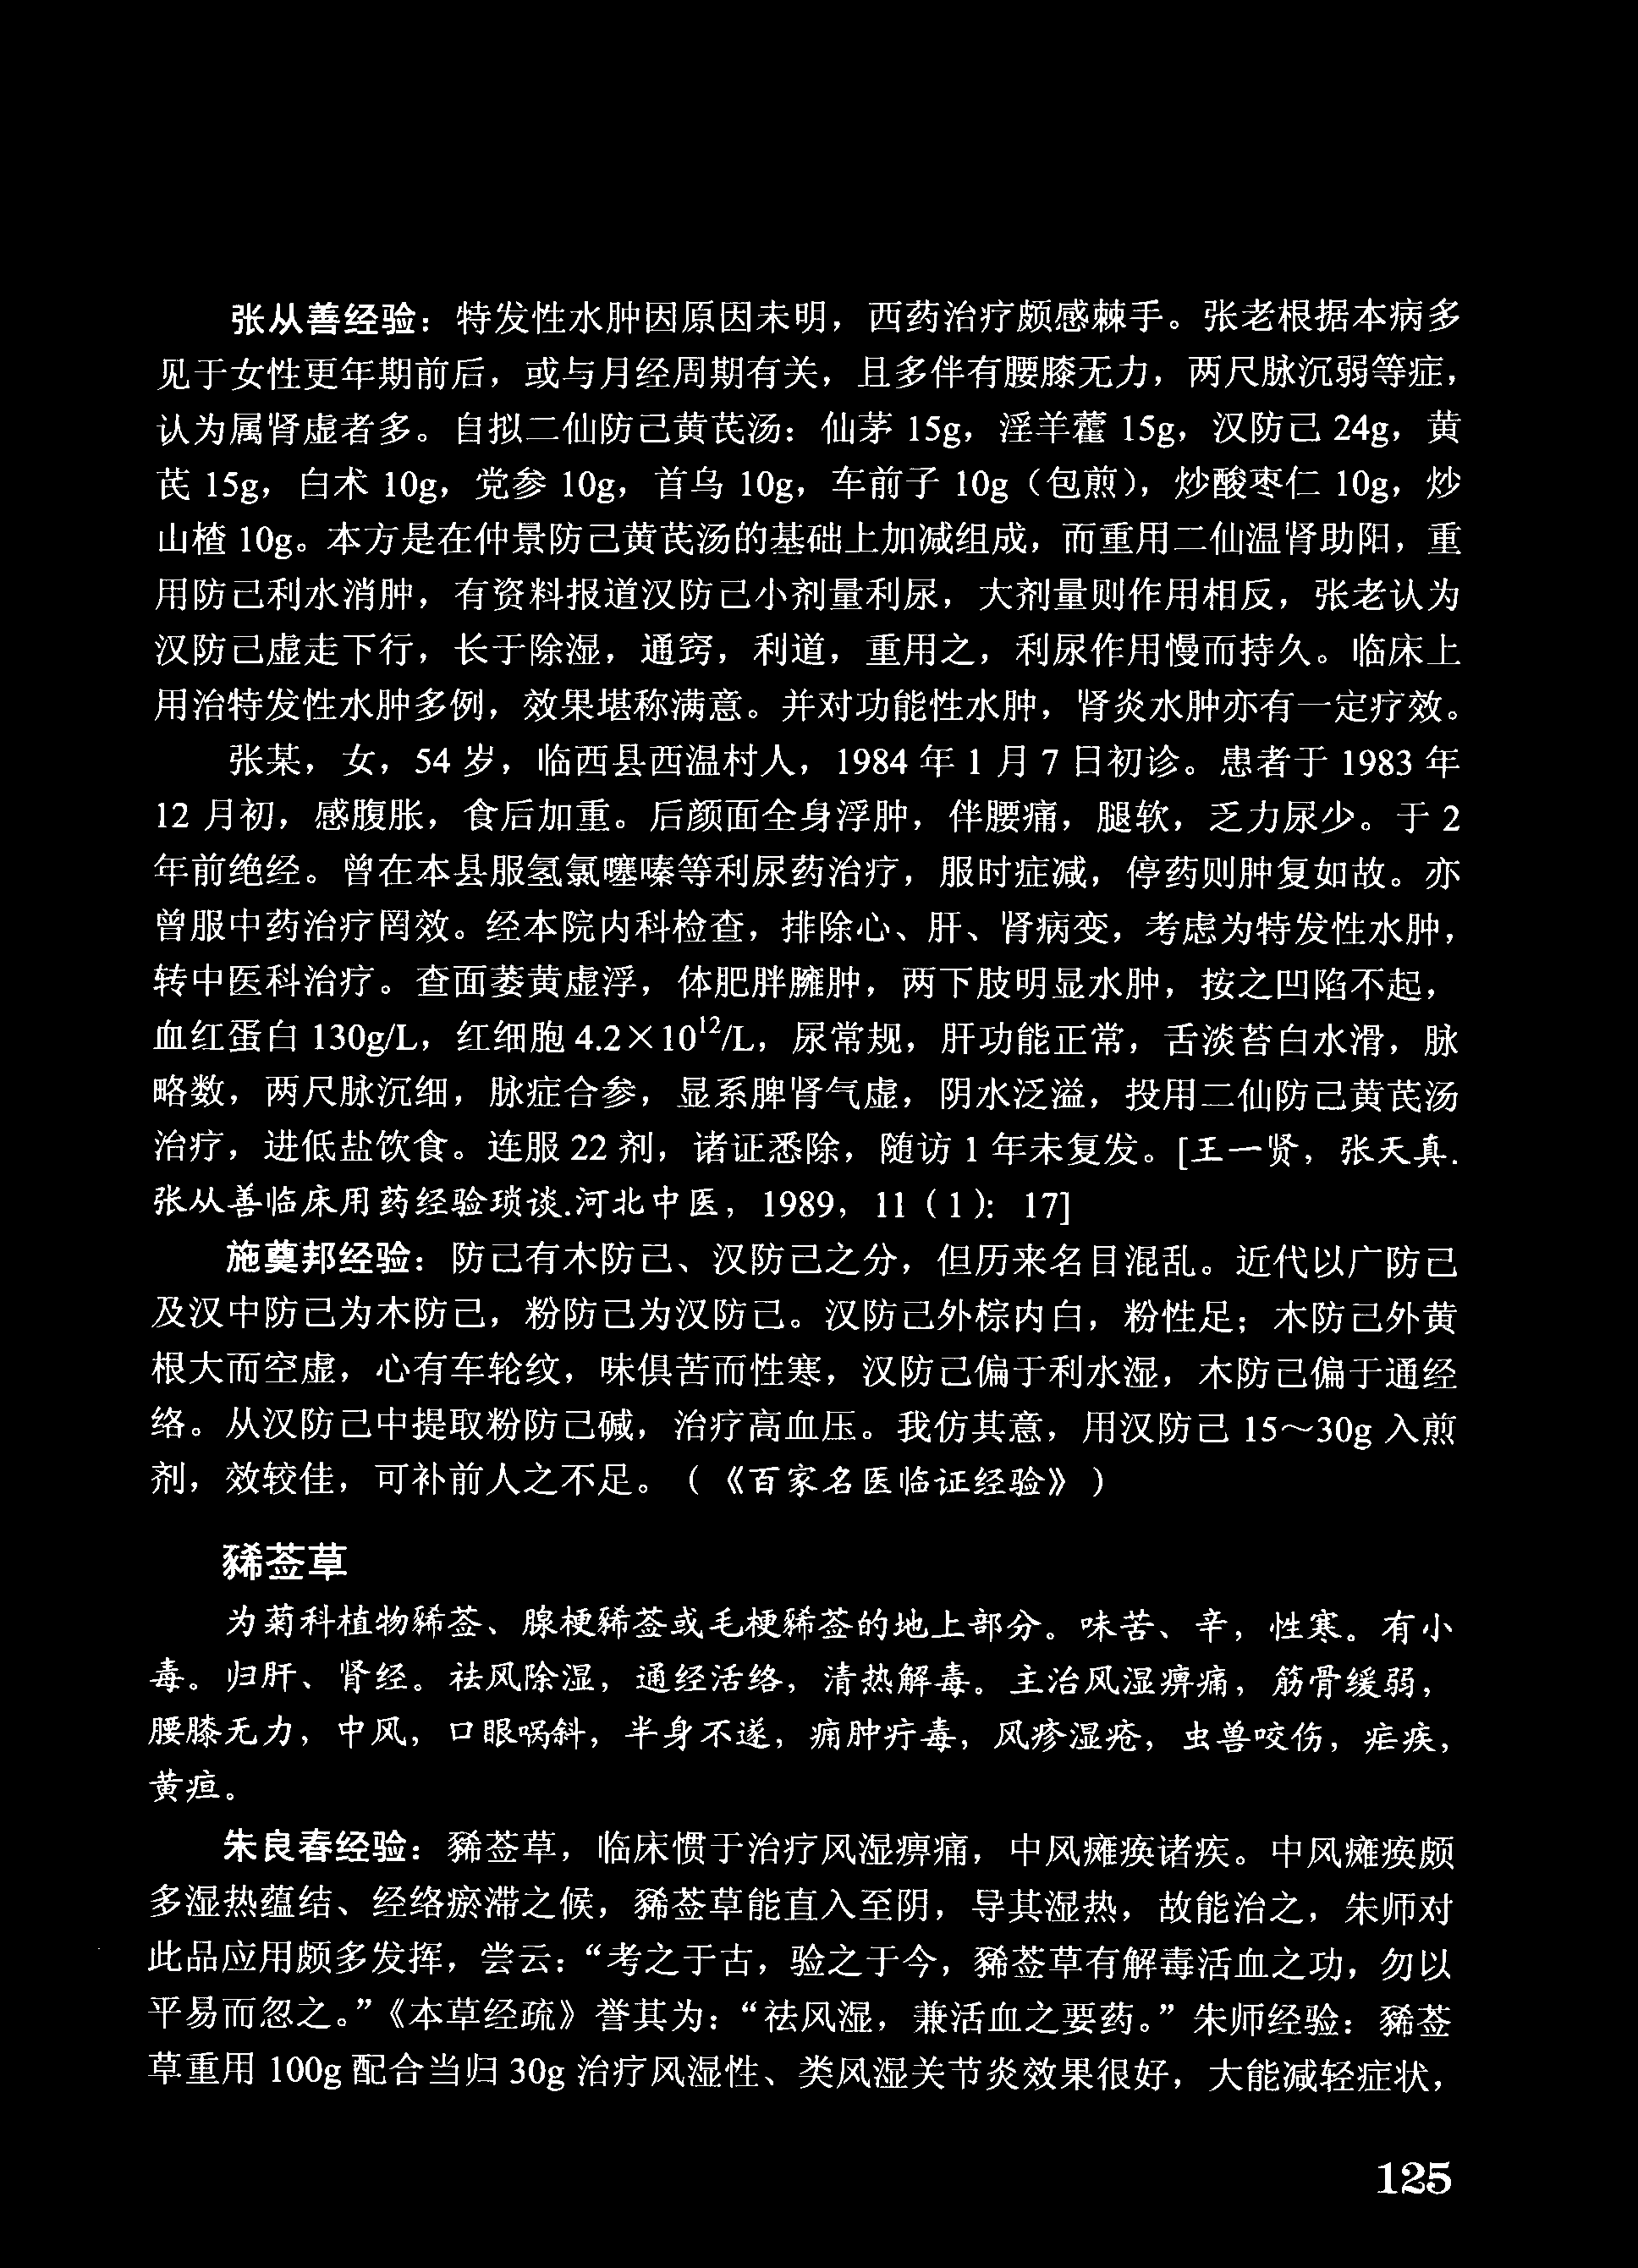 张从善经验：特发性水肿因原因未明，西药治疗颇感棘手。张老根据本病多
见于女性更年期前后，或与月经周期有关，且多伴有腰膝无力，两尺脉沉弱等症，
认为属肾虚者多。自拟二仙防己黄芪汤：仙茅 15g，淫羊藿 15g，汉防己 24g，黄
芪 15g，白术 10g，党参 10g，首乌 10g，车前子 10g（包煎），炒酸枣仁 10g，炒
山楂 10g。本方是在仲景防己黄芪汤的基础上加减组成，而重用二仙温肾助阳，重
用防己利水消肿，有资料报道汉防己小剂量利尿，大剂量则作用相反，张老认为
汉防己虚走下行，长于除湿，通窍，利道，重用之，利尿作用慢而持久。临床上
用治特发性水肿多例，效果堪称满意。并对功能性水肿，肾炎水肿亦有一定疗效。
张某，女，54 岁，临西县西温村人，1984 年 1 月 7 日初诊。患者于 1983 年
12 月初，感腹胀，食后加重。后颜面全身浮肿，伴腰痛，腿软，乏力尿少。于 2
年前绝经。曾在本县服氢氯噻嗪等利尿药治疗，服时症减，停药则肿复如故。亦
曾服中药治疗罔效。经本院内科检查，排除心、肝、肾病变，考虑为特发性水肿，
转中医科治疗。查面萎黄虚浮，体肥胖臃肿，两下肢明显水肿，按之凹陷不起，
血红蛋白 130g/L，红细胞 4.2×10¹²/L，尿常规，肝功能正常，舌淡苔白水滑，脉
略数，两尺脉沉细，脉症合参，显系脾肾气虚，阴水泛溢，投用二仙防己黄芪汤
治疗，进低盐饮食。连服 22 剂，诸证悉除，随访 1 年未复发。[王一贤，张天真.
张从善临床用药经验琐谈.河北中医，1989，11（1）：17]
施奠邦经验：防己有木防己、汉防己之分，但历来名目混乱。近代以广防己
及汉中防己为木防己，粉防己为汉防己。汉防己外棕内白，粉性足；木防己外黄
根大而空虚，心有车轮纹，味俱苦而性寒，汉防己偏于利水湿，木防己偏于通经
络。从汉防己中提取粉防己碱，治疗高血压。我仿其意，用汉防己 15～30g 入煎
剂，效较佳，可补前人之不足。（《百家名医临证经验》）
豨莶草
为菊科植物豨莶、腺梗豨莶或毛梗豨莶的地上部分。味苦、辛，性寒。有小
毒。归肝、肾经。祛风除湿，通经活络，清热解毒。主治风湿痹痛，筋骨缓弱，
腰膝无力，中风，口眼㖞斜，半身不遂，痈肿疔毒，风疹湿疮，虫兽咬伤，疟疾，
黄疸。
朱良春经验：豨莶草，临床惯于治疗风湿痹痛，中风瘫痪诸疾。中风瘫痪颇
多湿热蕴结、经络瘀滞之候，豨莶草能直入至阴，导其湿热，故能治之，朱师对
此品应用颇多发挥，尝云：“考之于古，验之于今，豨莶草有解毒活血之功，勿以
平易而忽之。”《本草经疏》誉其为：“祛风湿，兼活血之要药。”朱师经验：豨莶
草重用 100g 配合当归 30g 治疗风湿性、类风湿关节炎效果很好，大能减轻症状，
125